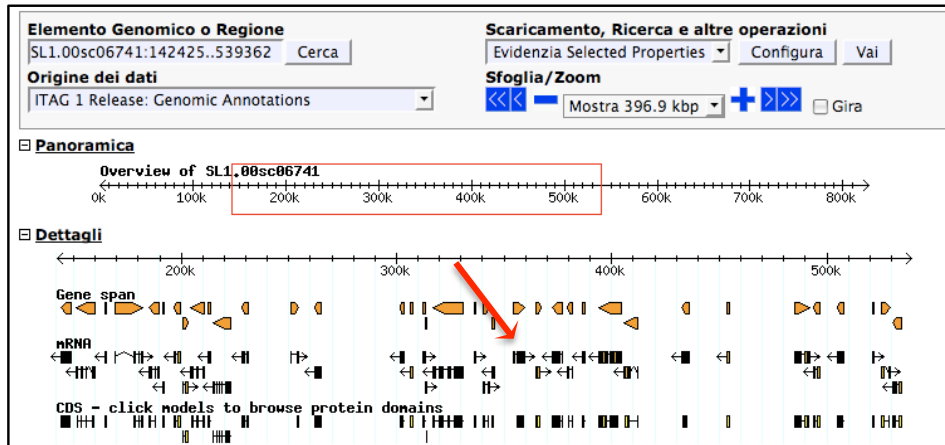 Elemento Genomico o Regione
SL1.00sc06741:142425..539362 Cerca
Scaricamento, Ricerca e altre operazioni
Evidenzia Selected Properties Configura Vai
Origine dei dati
ITAG 1 Release: Genomic Annotations
Sfoglia/Zoom
Mostra 396.9 kbp Gira
Panoramica
Overview of SL1.00sc06741
0k 100k 200k 300k 400k 500k 600k 700k 800k
Dettagli
200k 300k 400k 500k
Gene span
mRNA
CDS - click models to browse protein domains